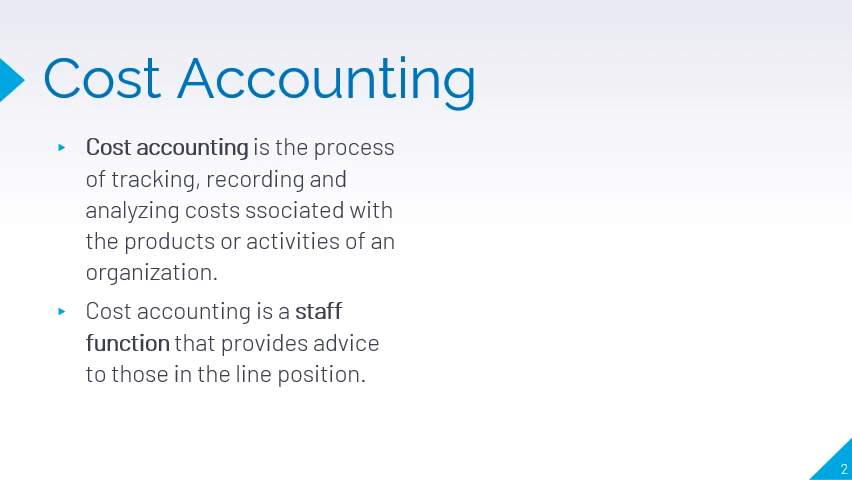 Cost Accounting
Cost accounting is the process
of tracking, recording and
analyzing costs ssociated with
the products or activities of an
organization.
Cost accounting is a staff
function that provides advice
to those in the line position.
2